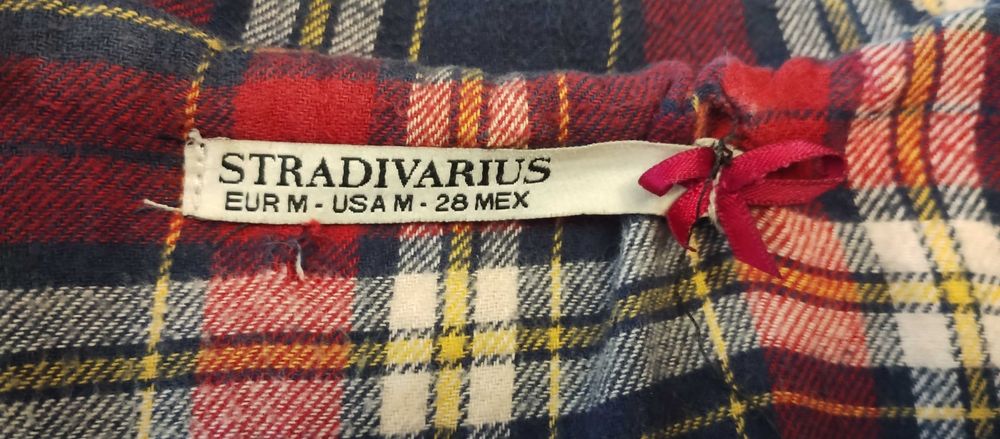 STRADIVARIUS
EUR M - USA M - 28 MEX